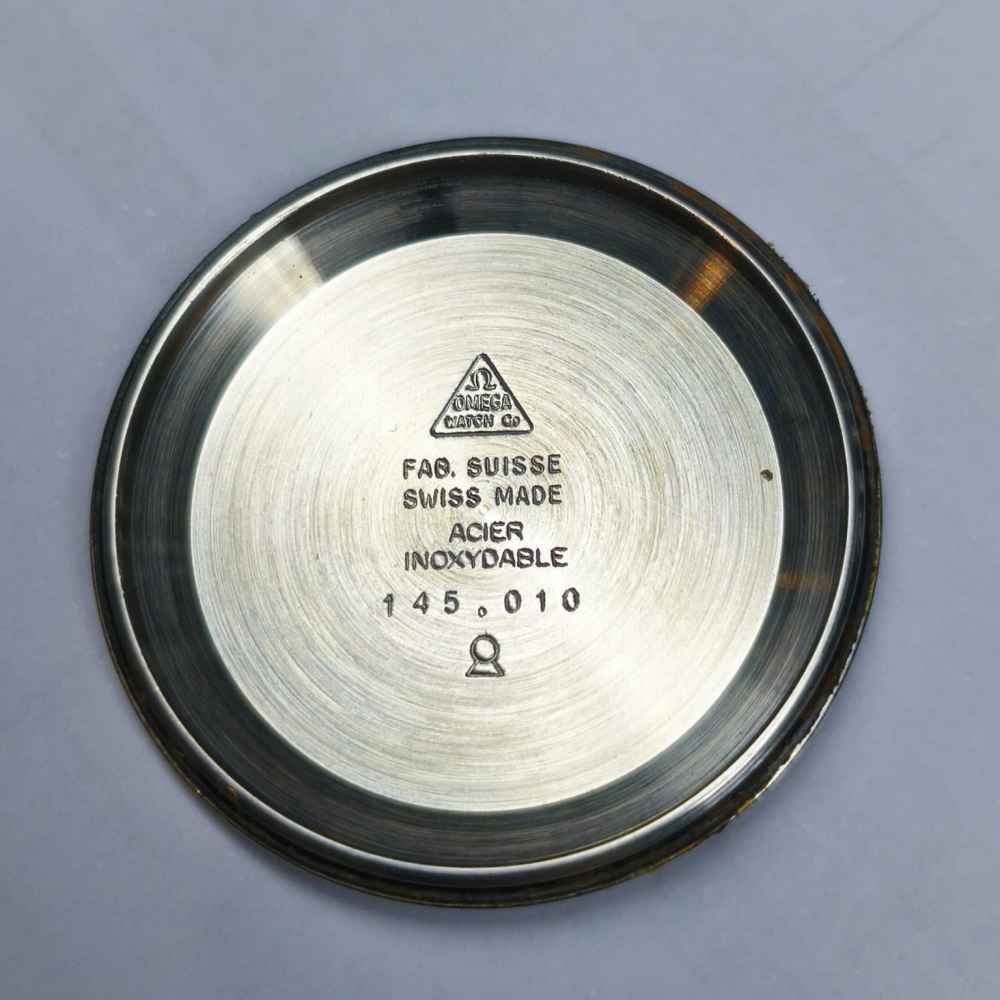 Ω
OMEGA
WATCH Co
FAB. SUISSE
SWISS MADE
ACIER
INOXYDABLE
145.010